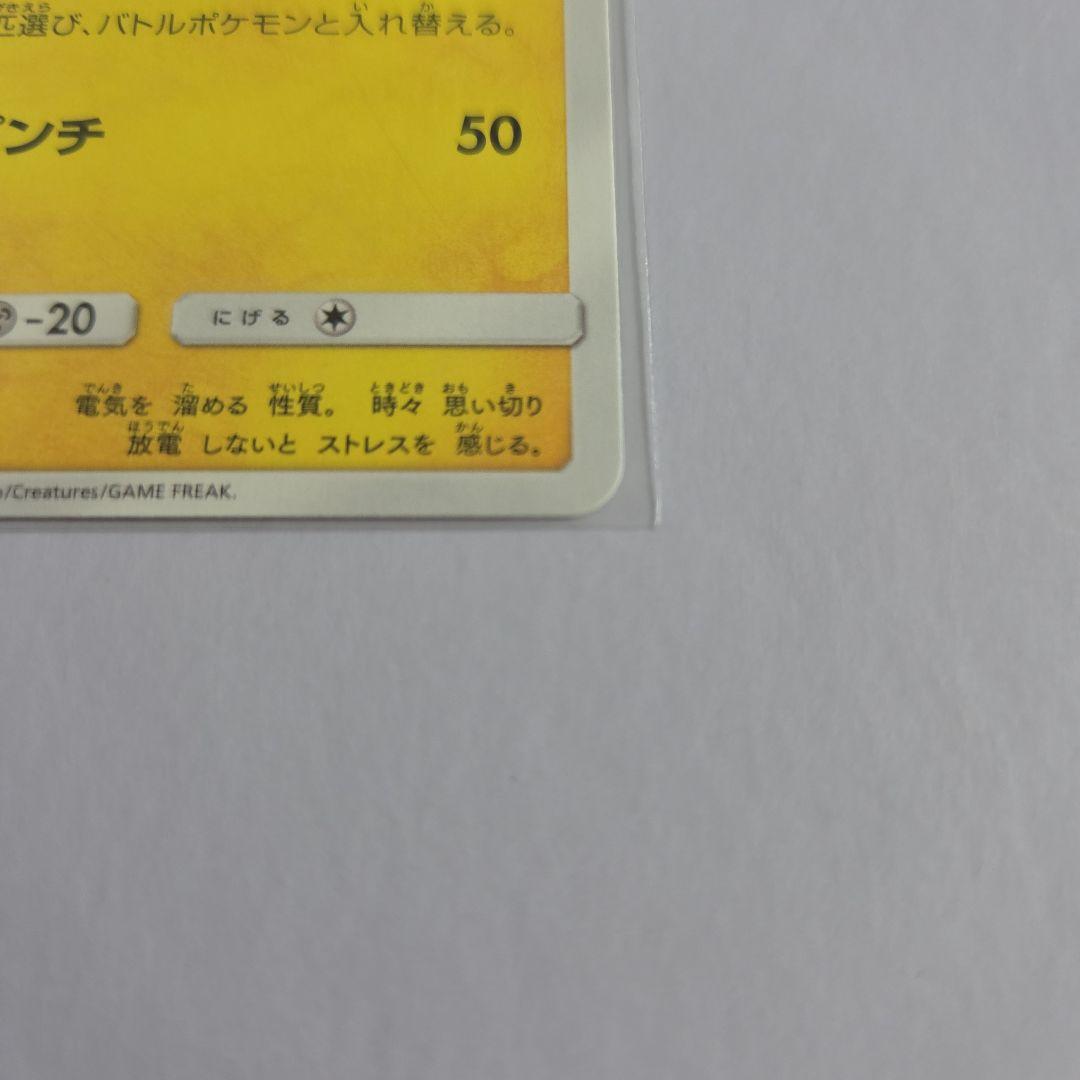 匹選び、バトルポケモンと入れ替える。
ンチ 50
-20 にげる
電気を 溜める 性質。 時々 思い切り
放電 しないと ストレスを 感じる。
/Creatures/GAME FREAK.